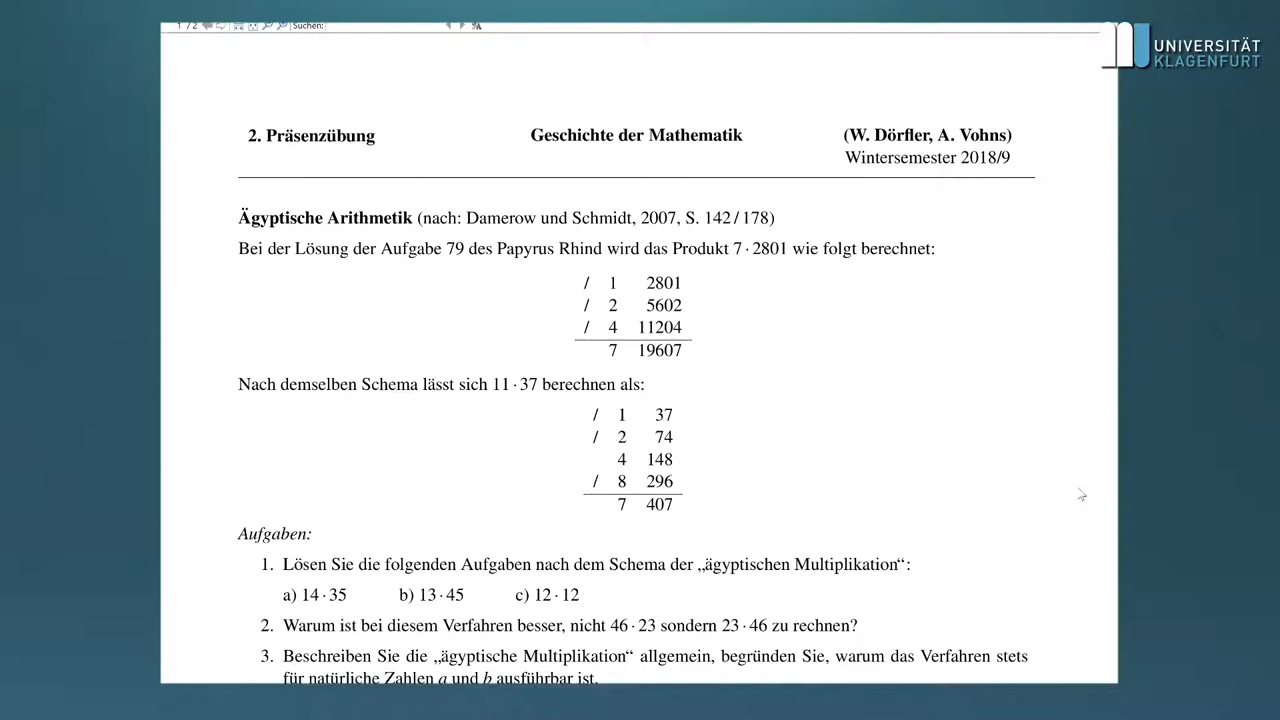 1 / 2 Suchen:
UNIVERSITÄT
KLAGENFURT
2. Präsenzübung Geschichte der Mathematik (W. Dörfler, A. Vohns)
Wintersemester 2018/9
Ägyptische Arithmetik (nach: Damerow und Schmidt, 2007, S. 142 / 178)
Bei der Lösung der Aufgabe 79 des Papyrus Rhind wird das Produkt 7 · 2801 wie folgt berechnet:
/ 1 2801
/ 2 5602
/ 4 11204
7 19607
Nach demselben Schema lässt sich 11 · 37 berechnen als:
/ 1 37
/ 2 74
4 148
/ 8 296
7 407
Aufgaben:
1. Lösen Sie die folgenden Aufgaben nach dem Schema der „ägyptischen Multiplikation“:
a) 14 · 35 b) 13 · 45 c) 12 · 12
2. Warum ist bei diesem Verfahren besser, nicht 46 · 23 sondern 23 · 46 zu rechnen?
3. Beschreiben Sie die „ägyptische Multiplikation“ allgemein, begründen Sie, warum das Verfahren stets
für natürliche Zahlen a und b ausführbar ist.